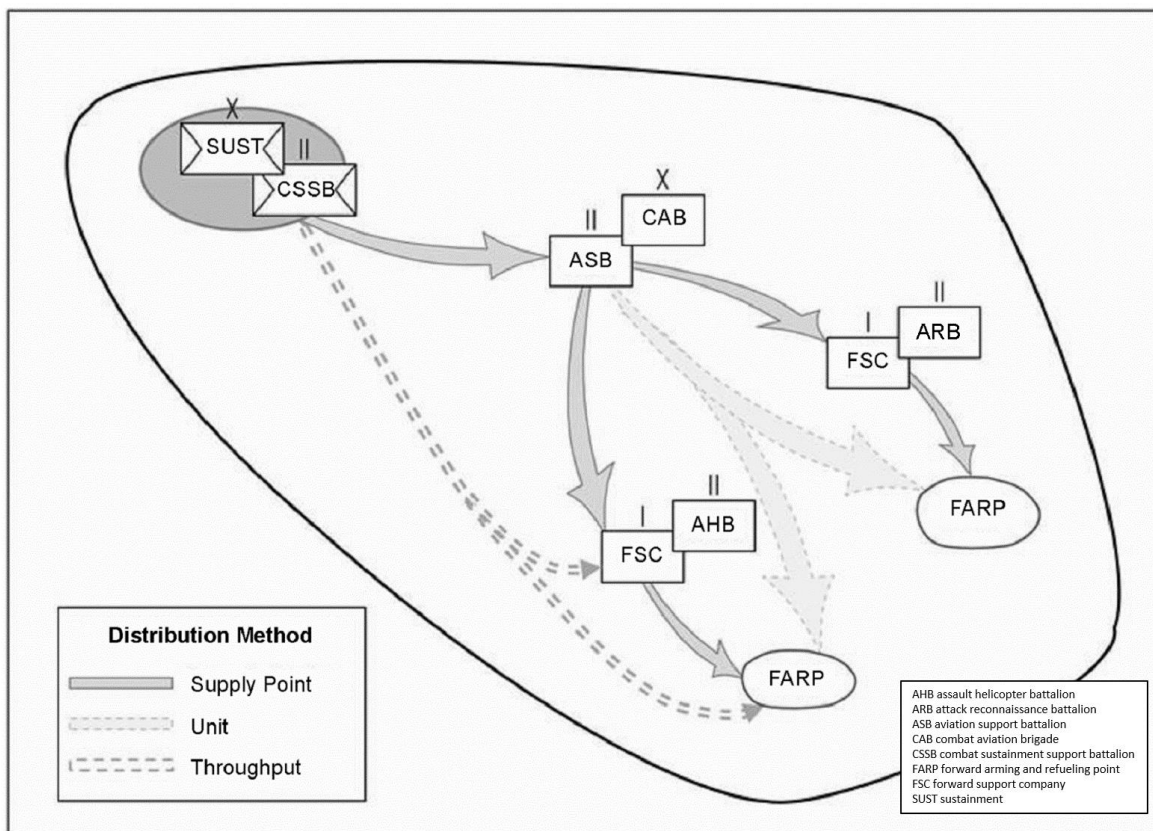 X
SUST
II
CSSB
X
CAB
II
ASB
II
ARB
I
FSC
FARP
II
AHB
I
FSC
FARP
Distribution Method
Supply Point
Unit
Throughput
AHB assault helicopter battalion
ARB attack reconnaissance battalion
ASB aviation support battalion
CAB combat aviation brigade
CSSB combat sustainment support battalion
FARP forward arming and refueling point
FSC forward support company
SUST sustainment